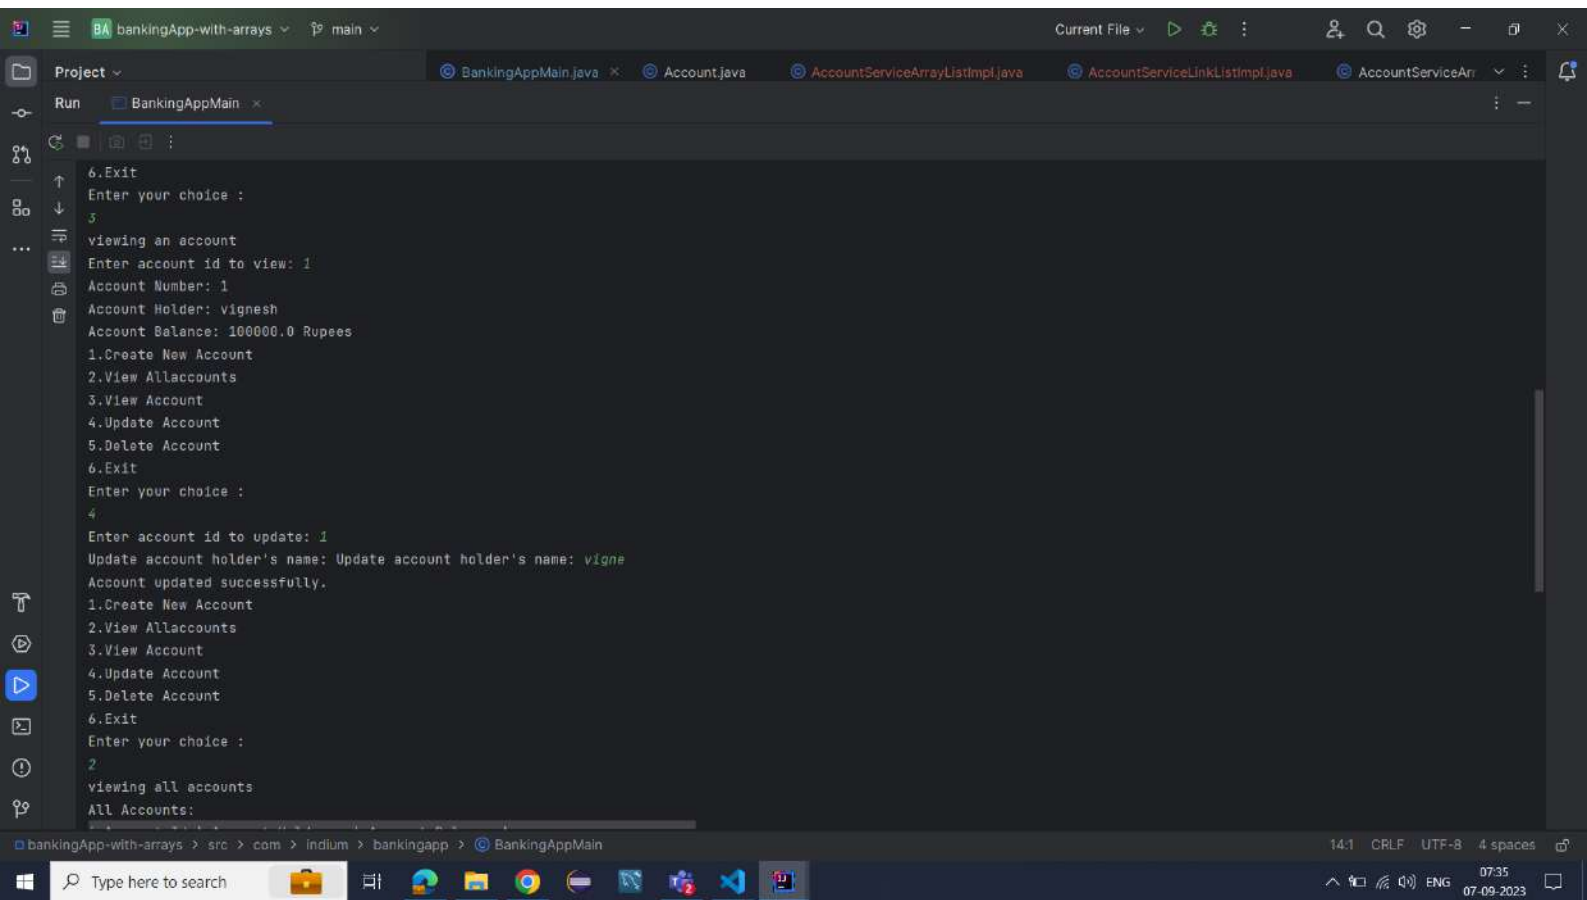 BA bankingApp-with-arrays main Current File
Project BankingAppMain.java Account.java AccountServiceArrayListImpl.java AccountServiceLinkListImpl.java AccountServiceArr
Run BankingAppMain
6.Exit
Enter your choice :
3
viewing an account
Enter account id to view: 1
Account Number: 1
Account Holder: vignesh
Account Balance: 100000.0 Rupees
1.Create New Account
2.View Allaccounts
3.View Account
4.Update Account
5.Delete Account
6.Exit
Enter your choice :
4
Enter account id to update: 1
Update account holder's name: Update account holder's name: vigne
Account updated successfully.
1.Create New Account
2.View Allaccounts
3.View Account
4.Update Account
5.Delete Account
6.Exit
Enter your choice :
2
viewing all accounts
All Accounts:
bankingApp-with-arrays > src > com > indium > bankingapp > BankingAppMain 14:1 CRLF UTF-8 4 spaces
Type here to search ENG 07:35
07-09-2023